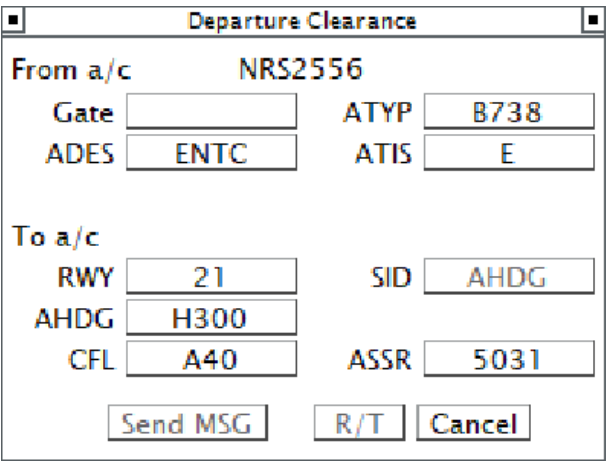 Departure Clearance
From a/c NRS2556
Gate ATYP B738
ADES ENTC ATIS E
To a/c
RWY 21 SID AHDG
AHDG H300
CFL A40 ASSR 5031
Send MSG R/T Cancel